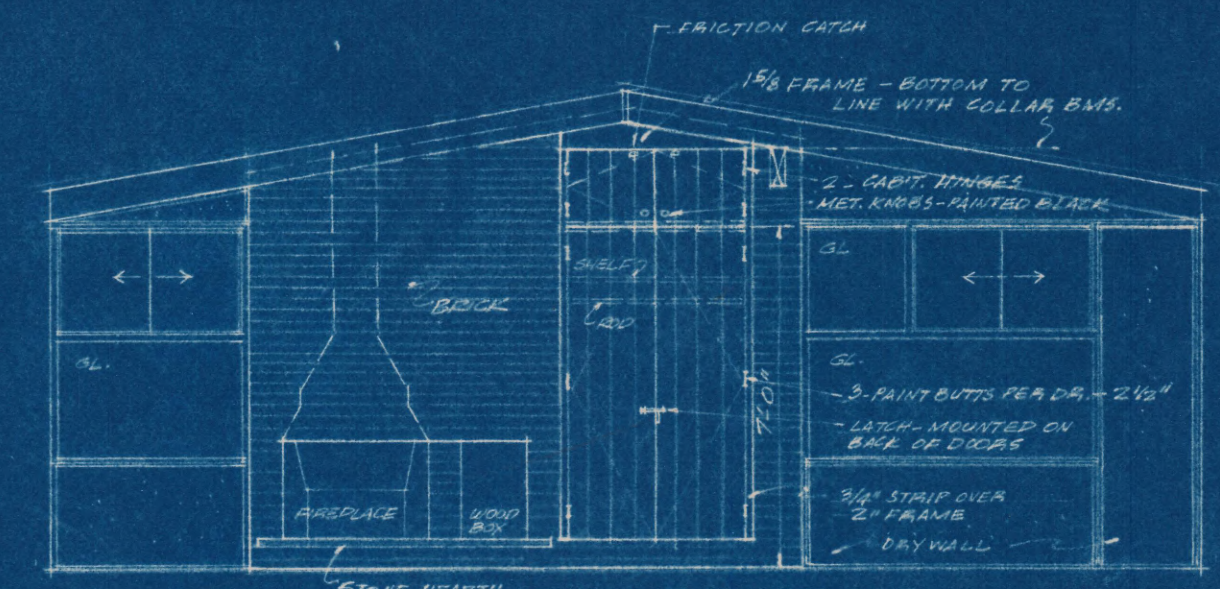 FRICTION CATCH
1 5/8 FRAME - BOTTOM TO
LINE WITH COLLAR BMS.
2 - CAB'T. HINGES
MET. KNOBS - PAINTED BLACK
GL
SHELF
BRICK
ROD
GL.
GL.
3 - PAINT BUTTS PER DR. - 2 1/2"
7'-0"
LATCH - MOUNTED ON
BACK OF DOORS
3/4" STRIP OVER
2" FRAME
FIREPLACE
WOOD
BOX
DRYWALL
STONE HEARTH